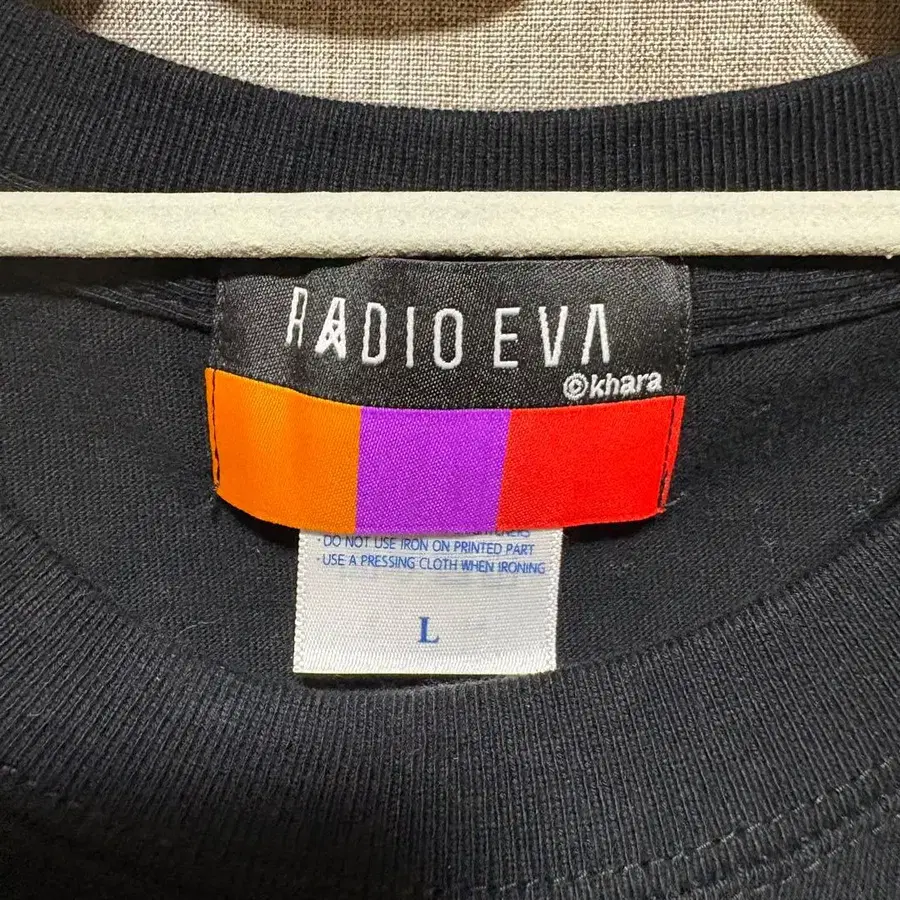 RADIO EVA
©khara
· DO NOT USE IRON ON PRINTED PART
· USE A PRESSING CLOTH WHEN IRONING
L